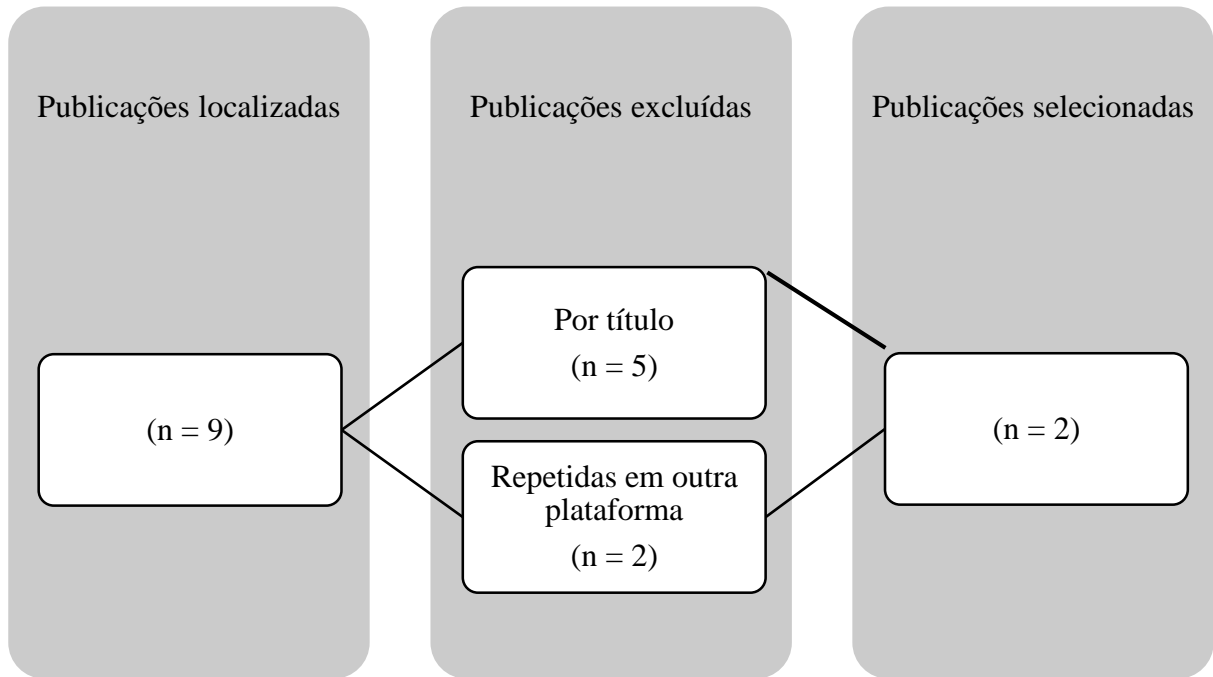 Publicações localizadas
Publicações excluídas
Publicações selecionadas
(n = 9)
Por título
(n = 5)
Repetidas em outra
plataforma
(n = 2)
(n = 2)